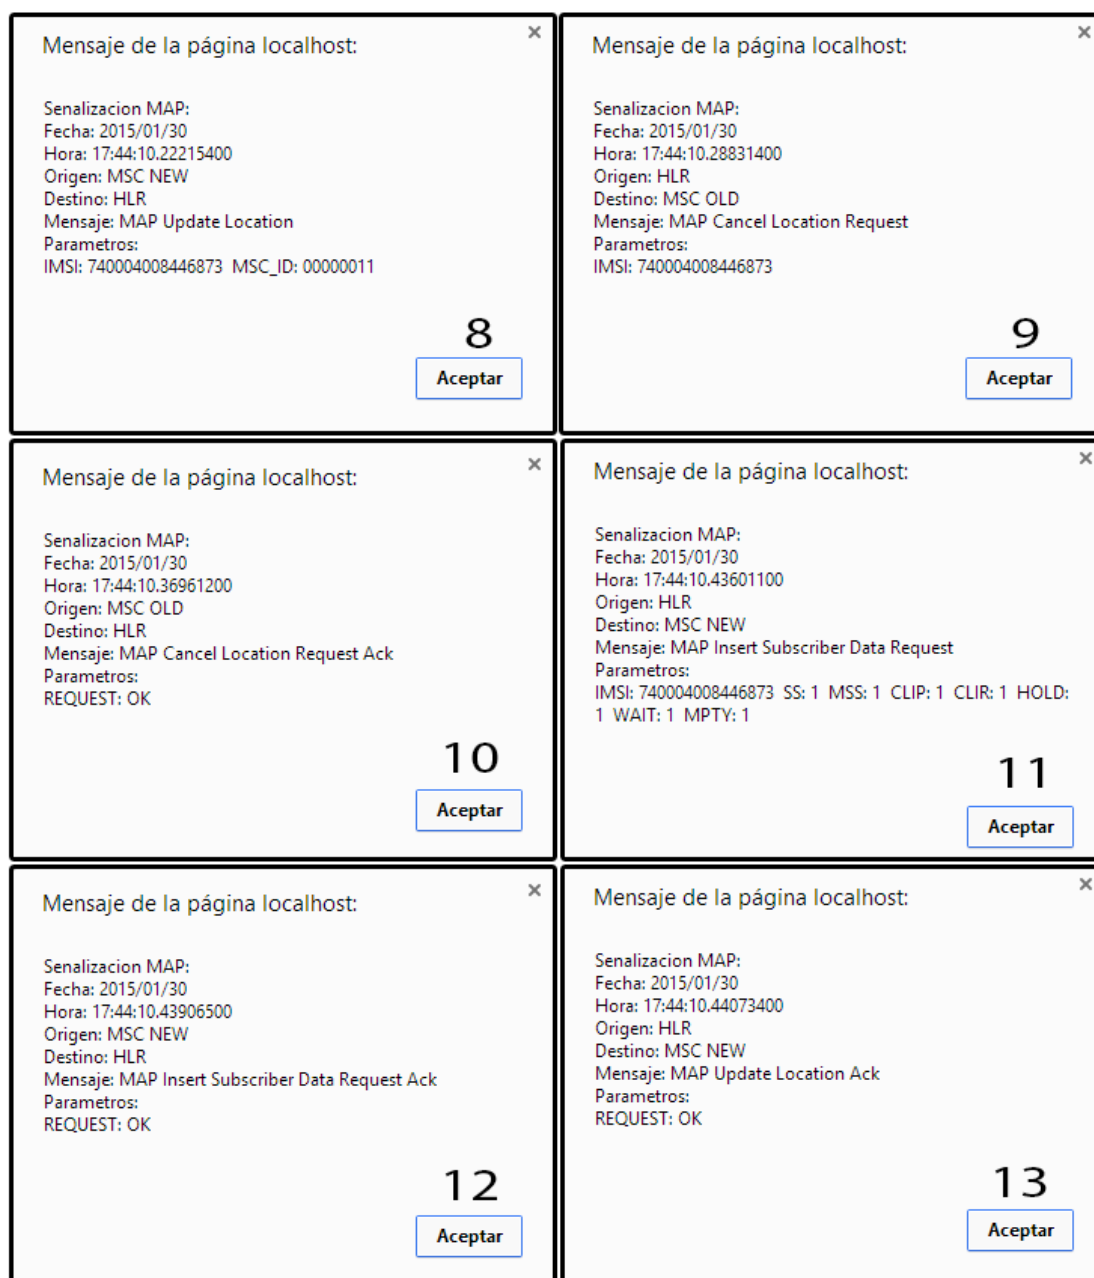 Mensaje de la página localhost:
×
Senalizacion MAP:
Fecha: 2015/01/30
Hora: 17:44:10.22215400
Origen: MSC NEW
Destino: HLR
Mensaje: MAP Update Location
Parametros:
IMSI: 740004008446873 MSC_ID: 00000011
8
Aceptar
Mensaje de la página localhost:
×
Senalizacion MAP:
Fecha: 2015/01/30
Hora: 17:44:10.28831400
Origen: HLR
Destino: MSC OLD
Mensaje: MAP Cancel Location Request
Parametros:
IMSI: 740004008446873
9
Aceptar
Mensaje de la página localhost:
×
Senalizacion MAP:
Fecha: 2015/01/30
Hora: 17:44:10.36961200
Origen: MSC OLD
Destino: HLR
Mensaje: MAP Cancel Location Request Ack
Parametros:
REQUEST: OK
10
Aceptar
Mensaje de la página localhost:
×
Senalizacion MAP:
Fecha: 2015/01/30
Hora: 17:44:10.43601100
Origen: HLR
Destino: MSC NEW
Mensaje: MAP Insert Subscriber Data Request
Parametros:
IMSI: 740004008446873 SS: 1 MSS: 1 CLIP: 1 CLIR: 1 HOLD:
1 WAIT: 1 MPTY: 1
11
Aceptar
Mensaje de la página localhost:
×
Senalizacion MAP:
Fecha: 2015/01/30
Hora: 17:44:10.43906500
Origen: MSC NEW
Destino: HLR
Mensaje: MAP Insert Subscriber Data Request Ack
Parametros:
REQUEST: OK
12
Aceptar
Mensaje de la página localhost:
×
Senalizacion MAP:
Fecha: 2015/01/30
Hora: 17:44:10.44073400
Origen: HLR
Destino: MSC NEW
Mensaje: MAP Update Location Ack
Parametros:
REQUEST: OK
13
Aceptar